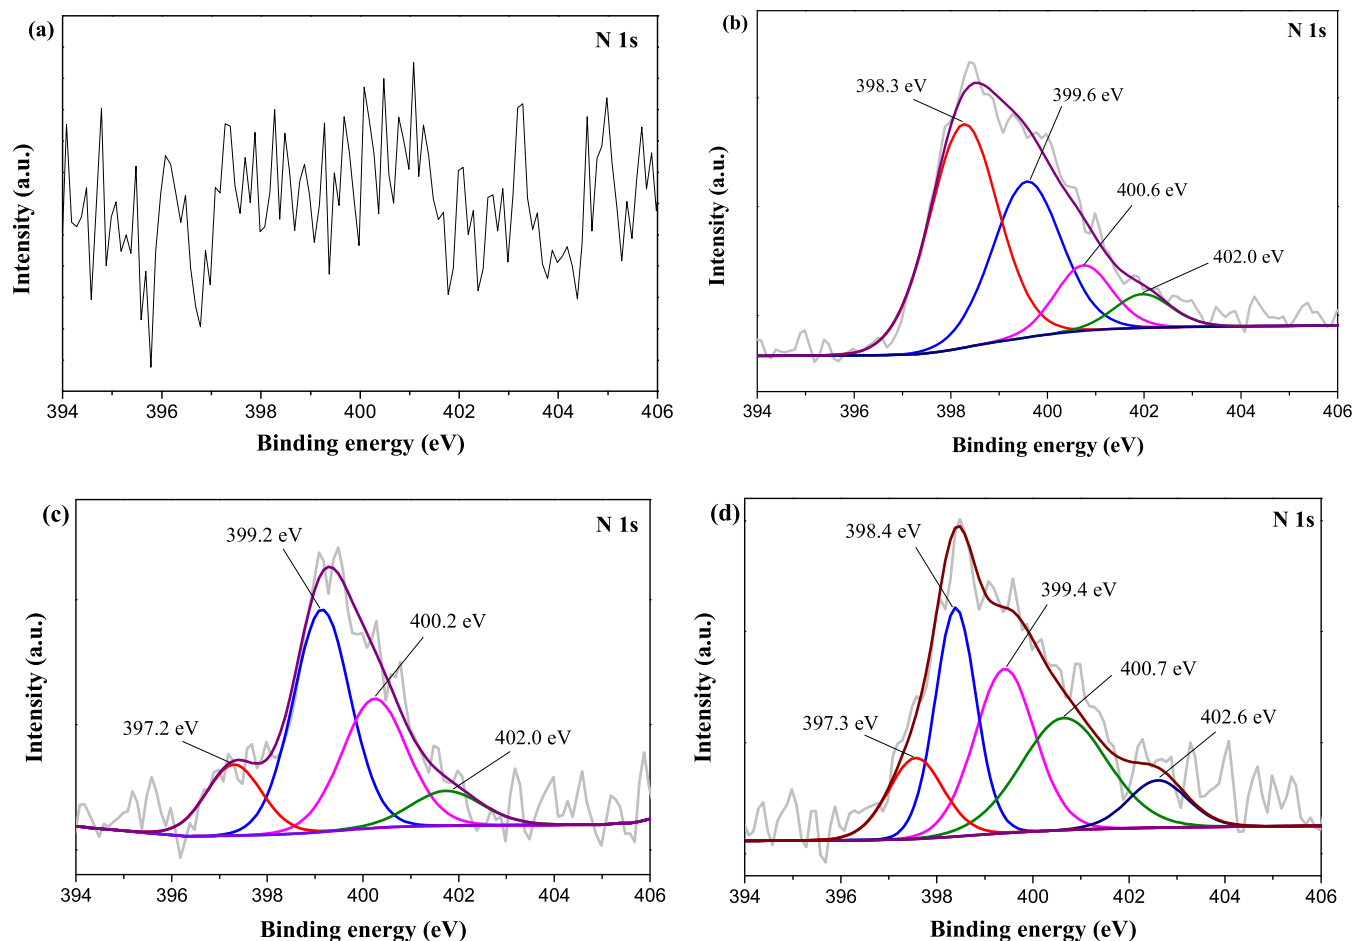 (a)
N 1s
Intensity (a.u.)
394 396 398 400 402 404 406
Binding energy (eV)
(b)
N 1s
398.3 eV
399.6 eV
400.6 eV
402.0 eV
Intensity (a.u.)
394 396 398 400 402 404 406
Binding energy (eV)
(c)
N 1s
399.2 eV
400.2 eV
397.2 eV
402.0 eV
Intensity (a.u.)
394 396 398 400 402 404 406
Binding energy (eV)
(d)
N 1s
398.4 eV
399.4 eV
400.7 eV
397.3 eV
402.6 eV
Intensity (a.u.)
394 396 398 400 402 404 406
Binding energy (eV)